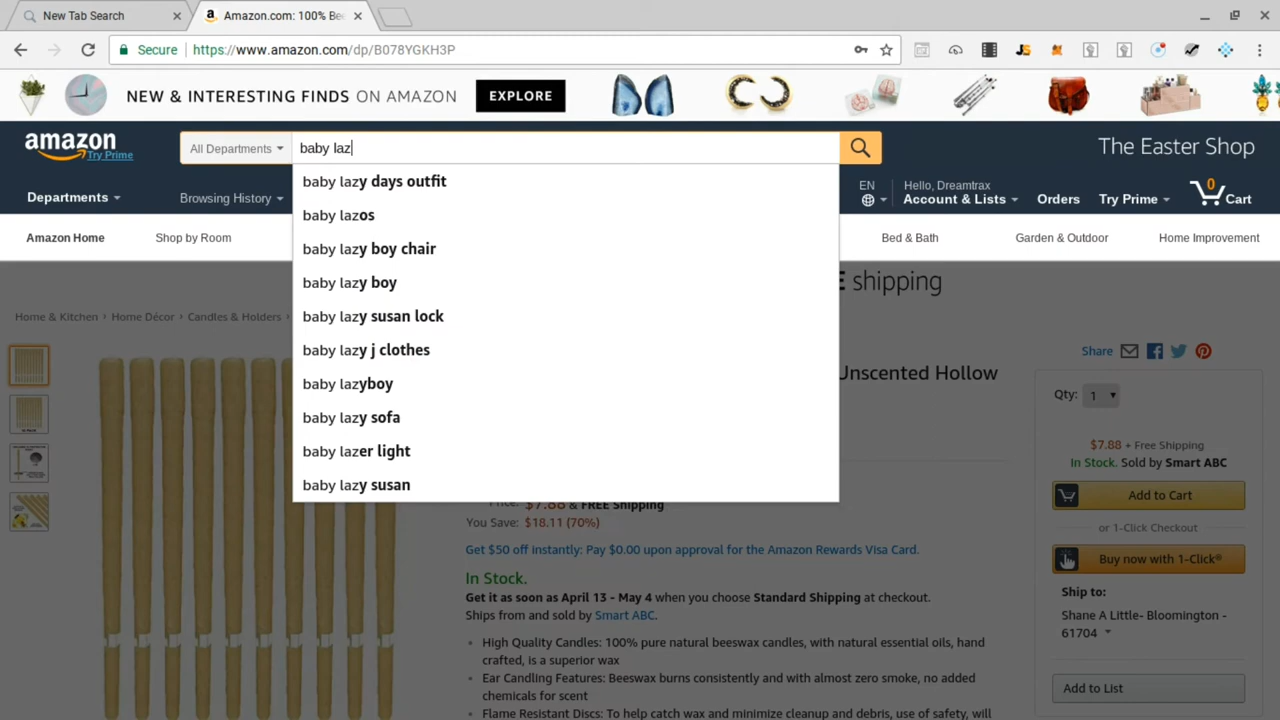 New Tab Search
Amazon.com: 100% Bee
Secure
https://www.amazon.com/dp/B078YGKH3P
NEW & INTERESTING FINDS ON AMAZON
EXPLORE
amazon
Try Prime
All Departments
baby laz
The Easter Shop
Departments
Browsing History
EN
Hello, Dreamtrax
Account & Lists
Orders
Try Prime
0
Cart
Amazon Home
Shop by Room
Bed & Bath
Garden & Outdoor
Home Improvement
baby lazy days outfit
baby lazos
baby lazy boy chair
baby lazy boy
baby lazy susan lock
baby lazy j clothes
baby lazyboy
baby lazy sofa
baby lazer light
baby lazy susan
E shipping
Home & Kitchen
Home Décor
Candles & Holders
Unscented Hollow
Price: $7.88 & FREE Shipping
You Save: $18.11 (70%)
Get $50 off instantly: Pay $0.00 upon approval for the Amazon Rewards Visa Card.
In Stock.
Get it as soon as April 13 - May 4 when you choose Standard Shipping at checkout.
Ships from and sold by Smart ABC.
High Quality Candles: 100% pure natural beeswax candles, with natural essential oils, hand
crafted, is a superior wax
Ear Candling Features: Beeswax burns consistently and with almost zero smoke, no added
chemicals for scent
Flame Resistant Discs: To help catch wax and minimize cleanup and debris, use of safety, will
Share
Qty: 1
$7.88 + Free Shipping
In Stock. Sold by Smart ABC
Add to Cart
or 1-Click Checkout
Buy now with 1-Click®
Ship to:
Shane A Little- Bloomington -
61704
Add to List